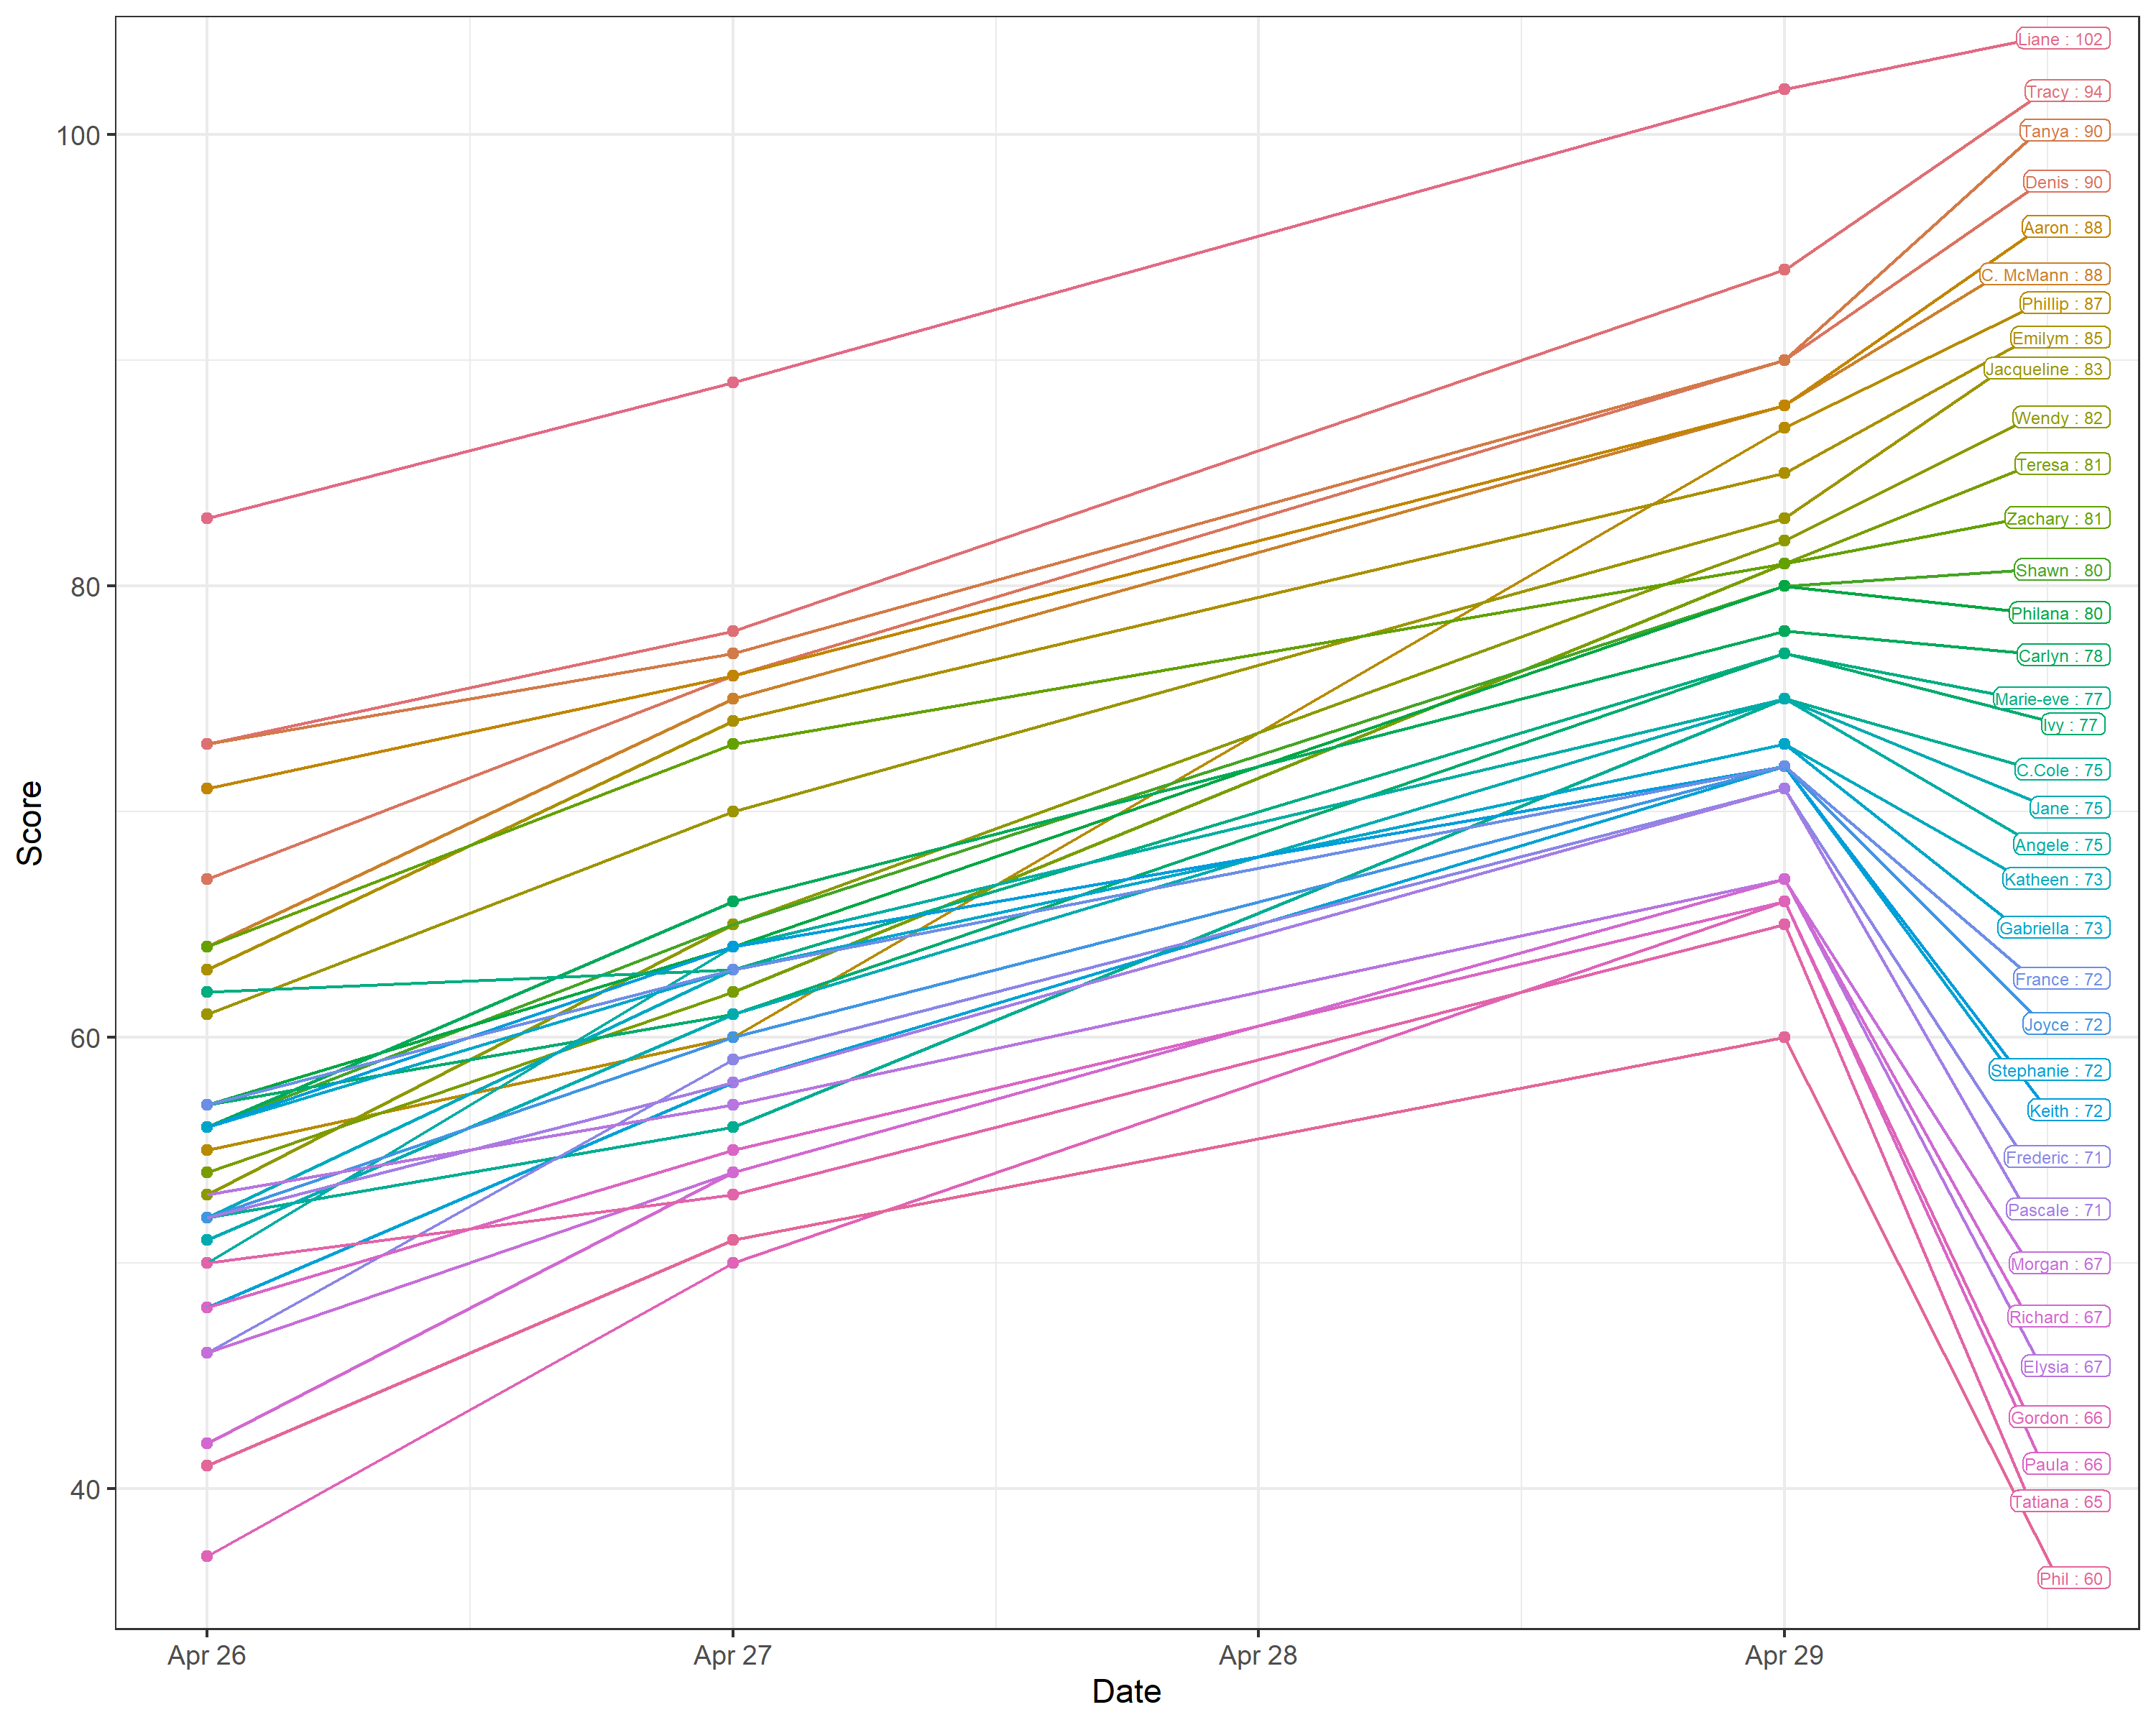 Liane : 102
Tracy : 94
Tanya : 90
Denis : 90
Aaron : 88
C. McMann : 88
Phillip : 87
Emilym : 85
Jacqueline : 83
Wendy : 82
Teresa : 81
Zachary : 81
Shawn : 80
Philana : 80
Carlyn : 78
Marie-eve : 77
Ivy : 77
C.Cole : 75
Jane : 75
Angele : 75
Katheen : 73
Gabriella : 73
France : 72
Joyce : 72
Stephanie : 72
Keith : 72
Frederic : 71
Pascale : 71
Morgan : 67
Richard : 67
Elysia : 67
Gordon : 66
Paula : 66
Tatiana : 65
Phil : 60
100
80
60
40
Score
Apr 26 Apr 27 Apr 28 Apr 29
Date